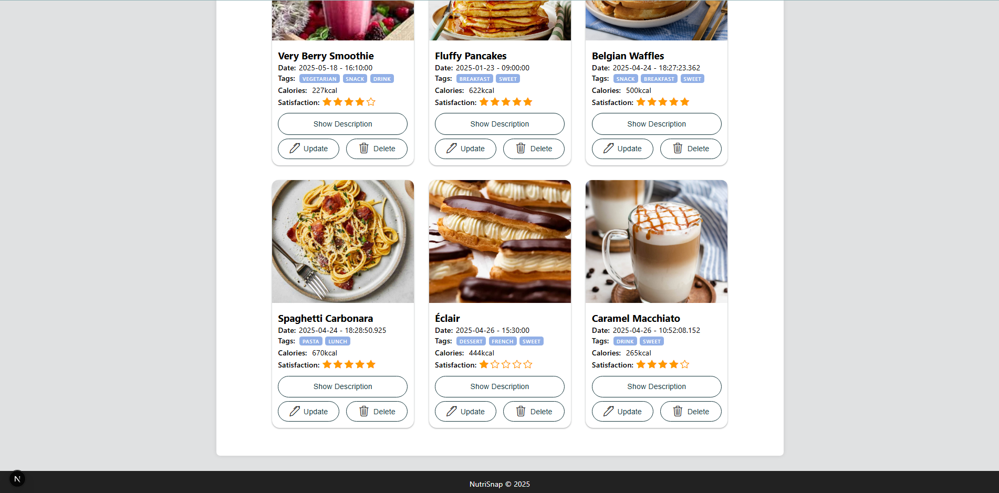 Very Berry Smoothie
Date: 2025-05-18 - 16:10:00
Tags: VEGETARIAN SNACK DRINK
Calories: 227kcal
Satisfaction:
Show Description
Update Delete
Fluffy Pancakes
Date: 2025-01-23 - 09:00:00
Tags: BREAKFAST SWEET
Calories: 622kcal
Satisfaction:
Show Description
Update Delete
Belgian Waffles
Date: 2025-04-24 - 18:27:23.362
Tags: SNACK BREAKFAST SWEET
Calories: 500kcal
Satisfaction:
Show Description
Update Delete
Spaghetti Carbonara
Date: 2025-04-24 - 18:28:50.925
Tags: PASTA LUNCH
Calories: 670kcal
Satisfaction:
Show Description
Update Delete
Éclair
Date: 2025-04-26 - 15:30:00
Tags: DESSERT FRENCH SWEET
Calories: 444kcal
Satisfaction:
Show Description
Update Delete
Caramel Macchiato
Date: 2025-04-26 - 10:52:08.152
Tags: DRINK SWEET
Calories: 265kcal
Satisfaction:
Show Description
Update Delete
N
NutriSnap © 2025